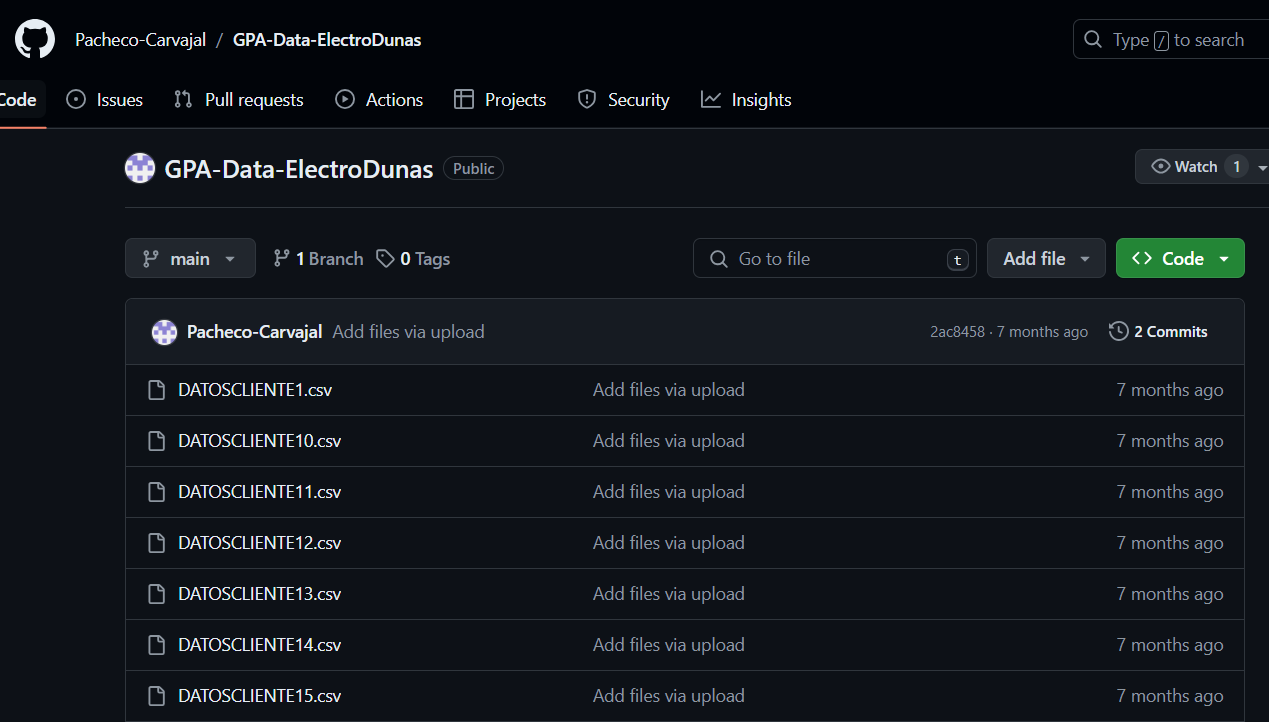 Pacheco-Carvajal / GPA-Data-ElectroDunas
Type / to search
Code Issues Pull requests Actions Projects Security Insights
GPA-Data-ElectroDunas Public
Watch 1
main 1 Branch 0 Tags
Go to file t
Add file
<> Code
Pacheco-Carvajal Add files via upload 2ac8458 · 7 months ago 2 Commits
DATOSCLIENTE1.csv Add files via upload 7 months ago
DATOSCLIENTE10.csv Add files via upload 7 months ago
DATOSCLIENTE11.csv Add files via upload 7 months ago
DATOSCLIENTE12.csv Add files via upload 7 months ago
DATOSCLIENTE13.csv Add files via upload 7 months ago
DATOSCLIENTE14.csv Add files via upload 7 months ago
DATOSCLIENTE15.csv Add files via upload 7 months ago